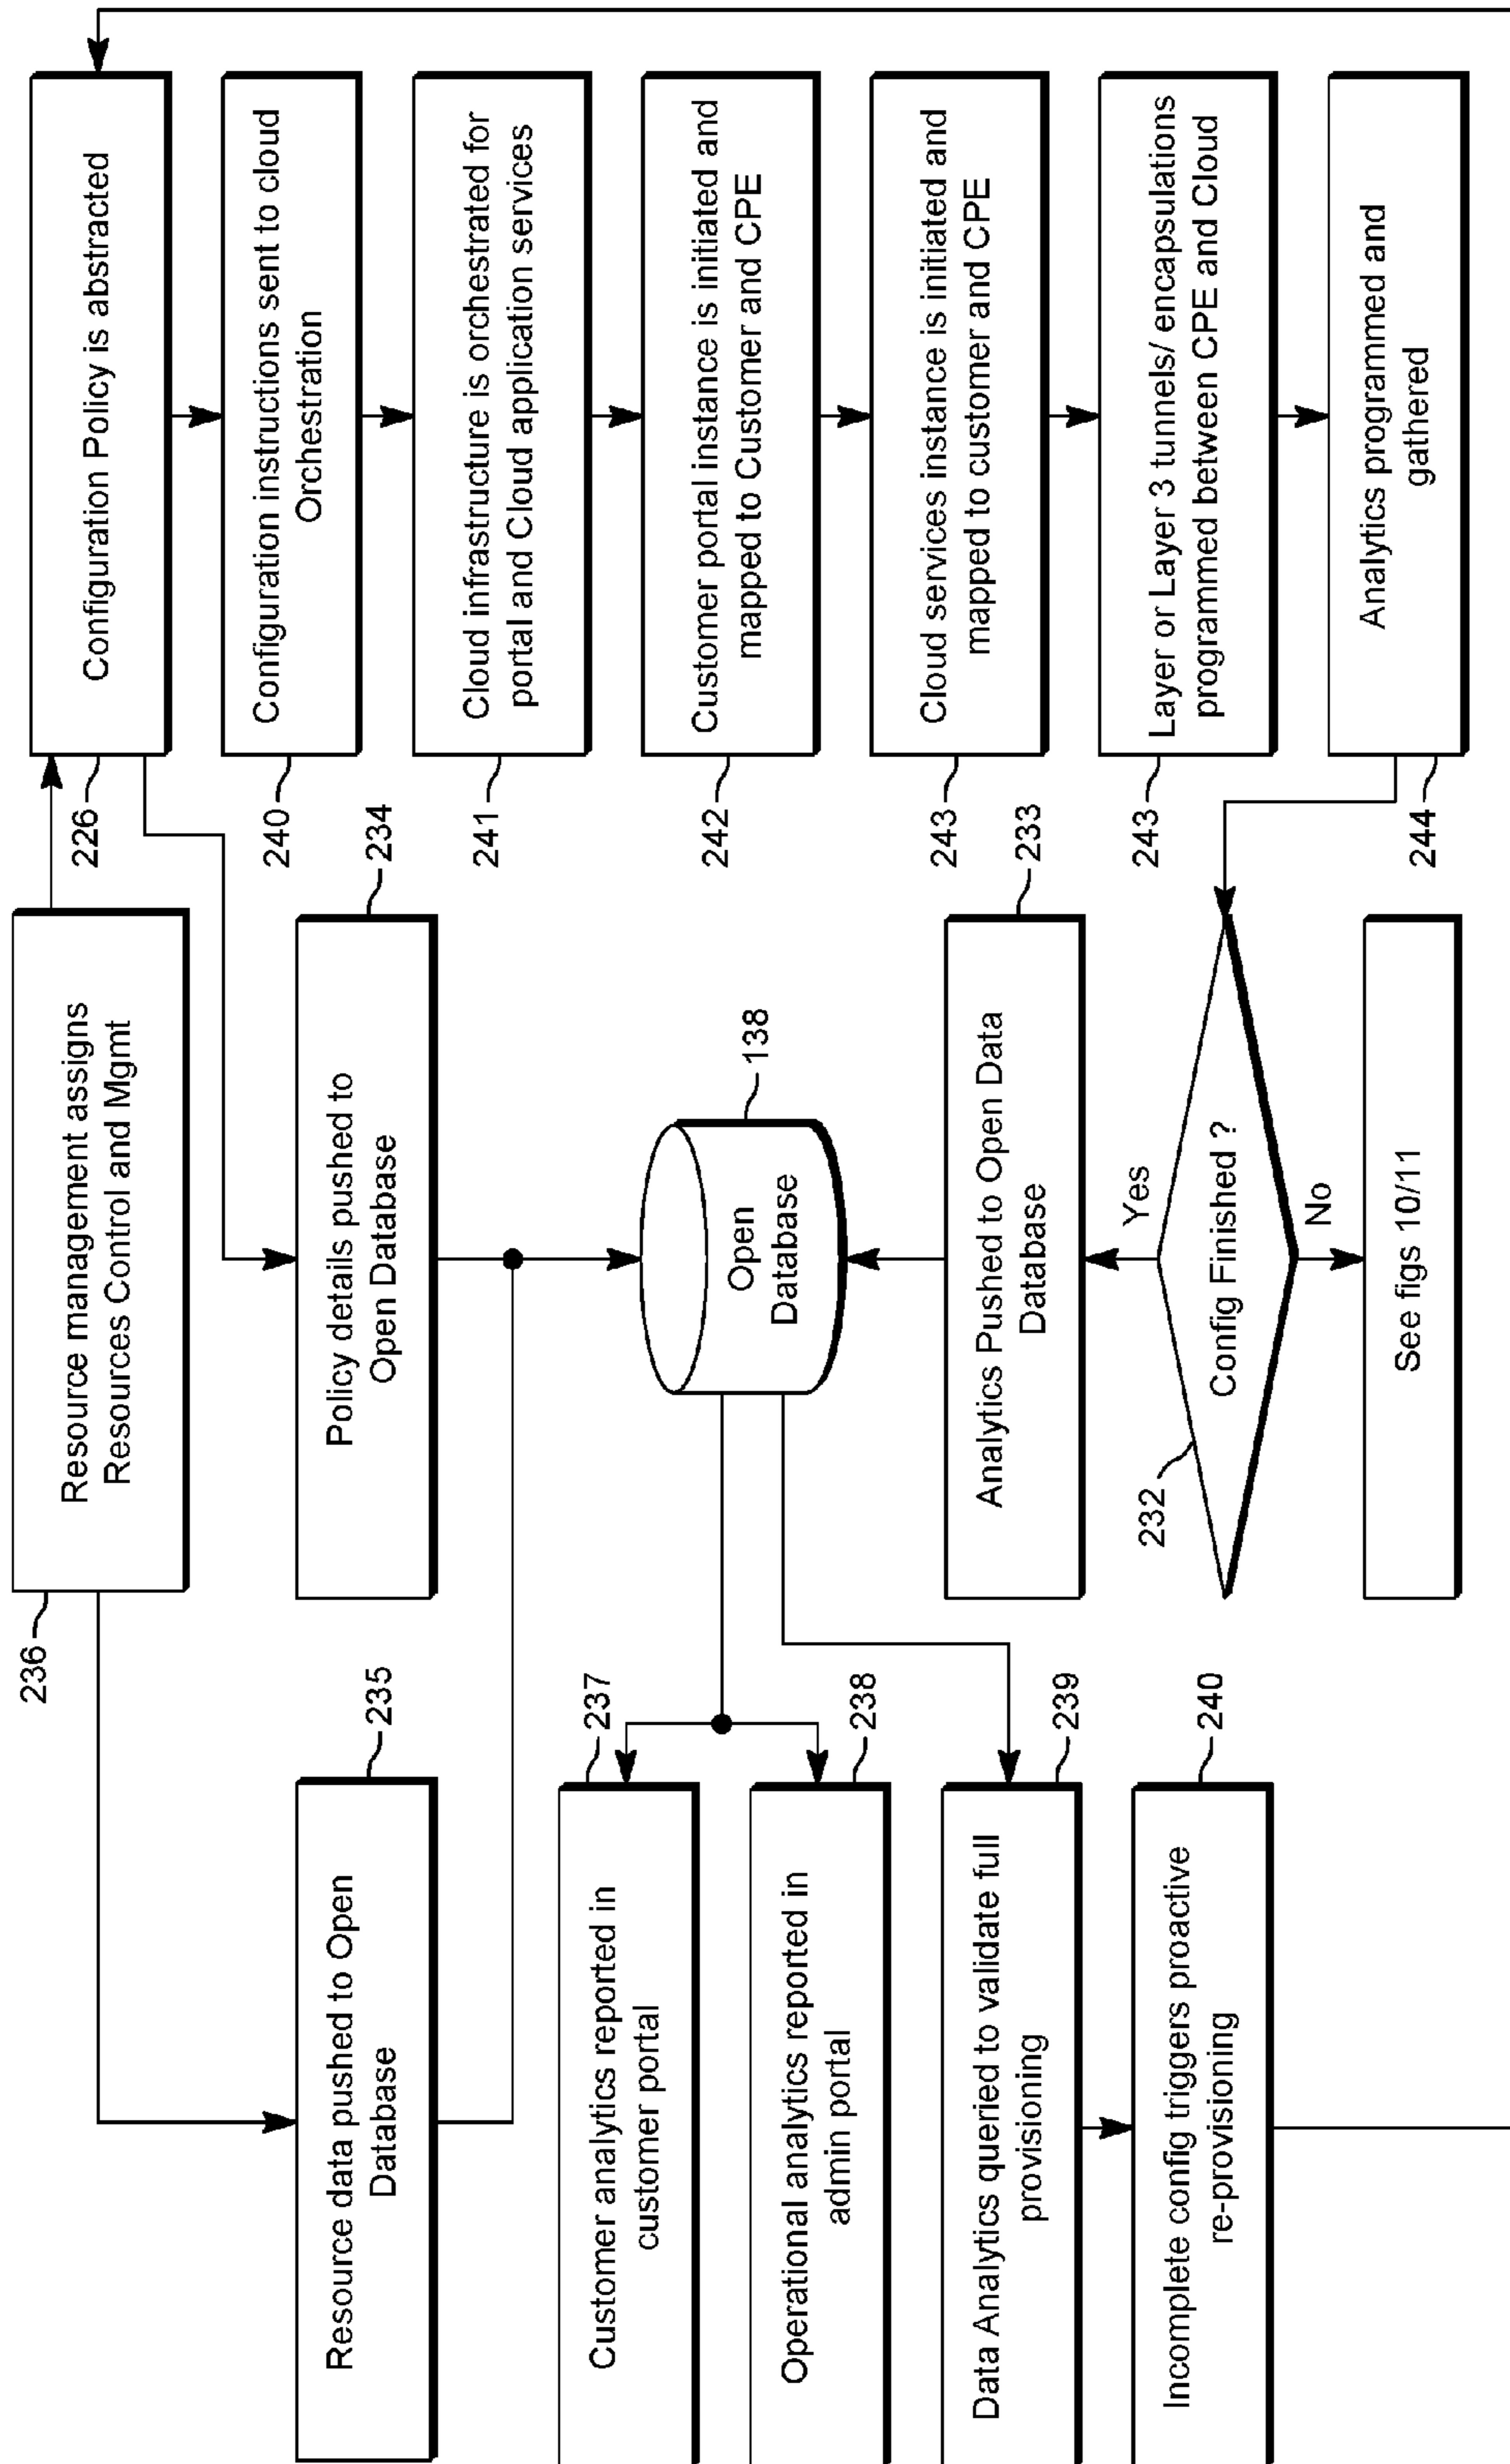 236
Resource management assigns
Resources Control and Mgmt
226
Configuration Policy is abstracted
235
Resource data pushed to Open
Database
234
Policy details pushed to
Open Database
240
Configuration instructions sent to cloud
Orchestration
241
Cloud infrastructure is orchestrated for
portal and Cloud application services
237
Customer analytics reported in
customer portal
138
Open
Database
242
Customer portal instance is initiated and
mapped to Customer and CPE
238
Operational analytics reported in
admin portal
243
Cloud services instance is initiated and
mapped to customer and CPE
239
Data Analytics queried to validate full
provisioning
233
Analytics Pushed to Open Data
Database
243
Layer or Layer 3 tunnels/ encapsulations
programmed between CPE and Cloud
240
Incomplete config triggers proactive
re-provisioning
232
Yes
Config Finished ?
No
244
Analytics programmed and
gathered
See figs 10/11